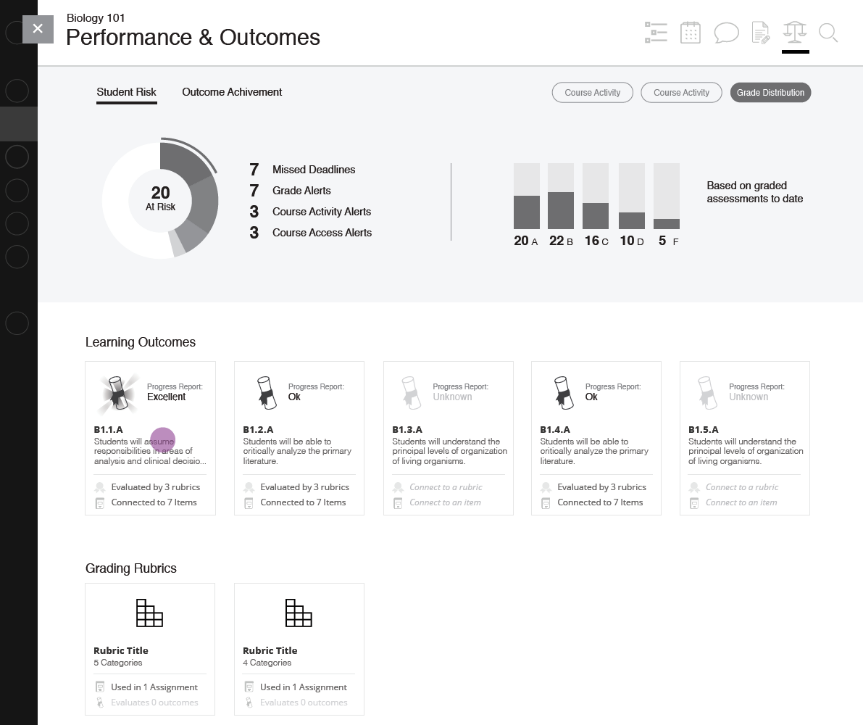 Biology 101
Performance & Outcomes
Student Risk
Outcome Achivement
Course Activity
Course Activity
Grade Distribution
20
At Risk
7 Missed Deadlines
7 Grade Alerts
3 Course Activity Alerts
3 Course Access Alerts
20 A
22 B
16 C
10 D
5 F
Based on graded
assessments to date
Learning Outcomes
Progress Report:
Excellent
B1.1.A
Students will assume
responsibilities in areas of
analysis and clinical decisio...
Evaluated by 3 rubrics
Connected to 7 Items
Progress Report:
Ok
B1.2.A
Students will be able to
critically analyze the primary
literature.
Evaluated by 3 rubrics
Connected to 7 Items
Progress Report:
Unknown
B1.3.A
Students will understand the
principal levels of organization
of living organisms.
Connect to a rubric
Connect to an item
Progress Report:
Ok
B1.4.A
Students will be able to
critically analyze the primary
literature.
Evaluated by 3 rubrics
Connected to 7 Items
Progress Report:
Unknown
B1.5.A
Students will understand the
principal levels of organization
of living organisms.
Connect to a rubric
Connect to an item
Grading Rubrics
Rubric Title
5 Categories
Used in 1 Assignment
Evaluates 0 outcomes
Rubric Title
4 Categories
Used in 1 Assignment
Evaluates 0 outcomes